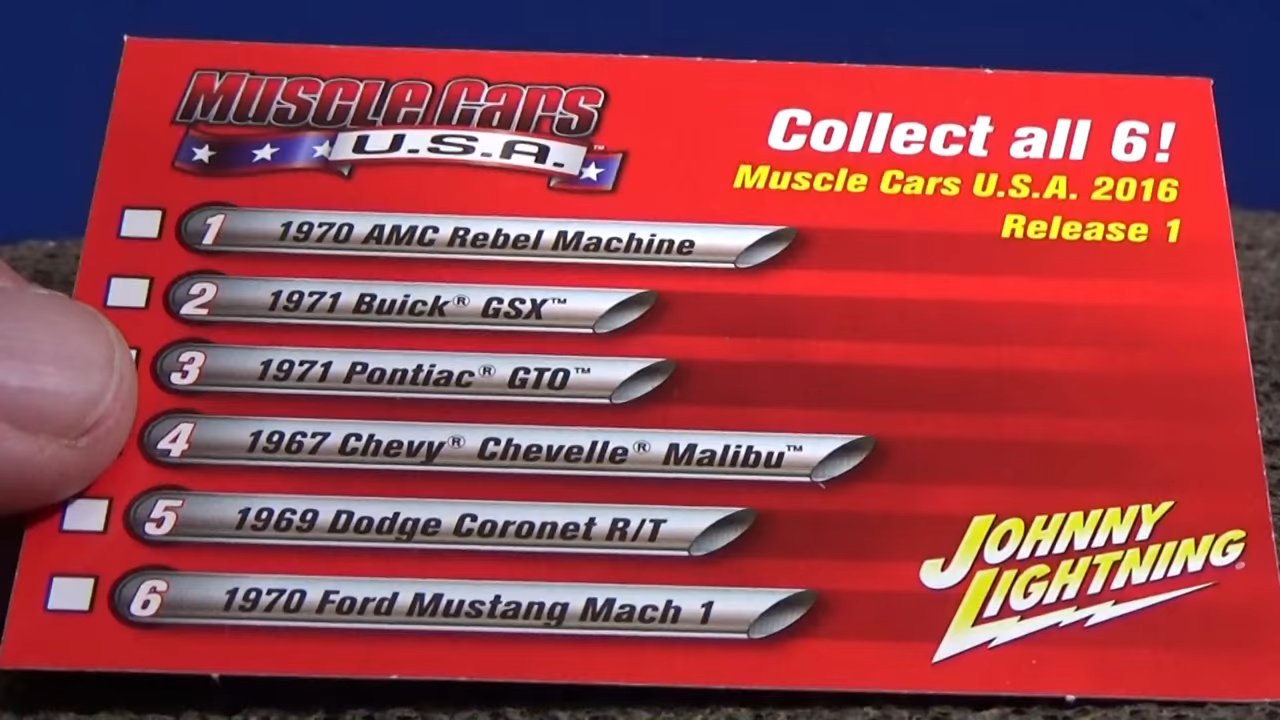 Muscle Cars
U.S.A.™
Collect all 6!
Muscle Cars U.S.A. 2016
Release 1
1 1970 AMC Rebel Machine
2 1971 Buick® GSX™
3 1971 Pontiac® GTO™
4 1967 Chevy® Chevelle® Malibu™
5 1969 Dodge Coronet R/T
6 1970 Ford Mustang Mach 1
Johnny
Lightning®